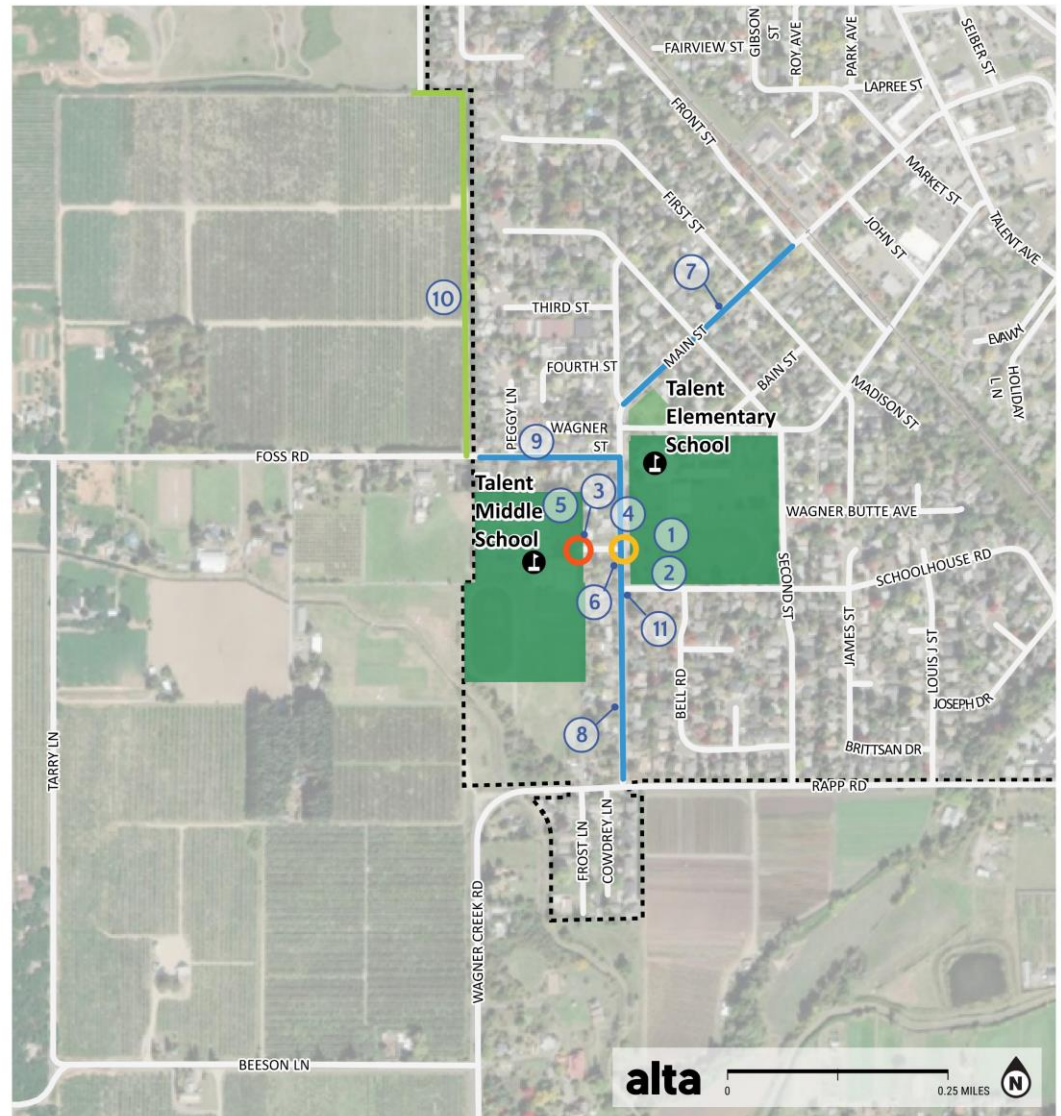 FAIRVIEW ST
GIBSON
ST
ROY AVE
PARK AVE
SEIBER ST
LAPREE ST
FRONT ST
MARKET ST
FIRST ST
JOHN ST
TALENT AVE
10
7
THIRD ST
MAIN ST
EVA WY
HOLIDAY
LN
FOURTH ST
BAIN ST
MADISON ST
Talent
Elementary
School
PEGGY LN
WAGNER
ST
9
FOSS RD
Talent
Middle
School
5
3
4
1
2
WAGNER BUTTE AVE
SCHOOLHOUSE RD
SECOND ST
6
11
BELL RD
JAMES ST
LOUIS J ST
JOSEPH DR
8
BRITTSAN DR
TARRY LN
RAPP RD
FROST LN
COWDREY LN
WAGNER CREEK RD
BEESON LN
alta
0
0.25 MILES
N